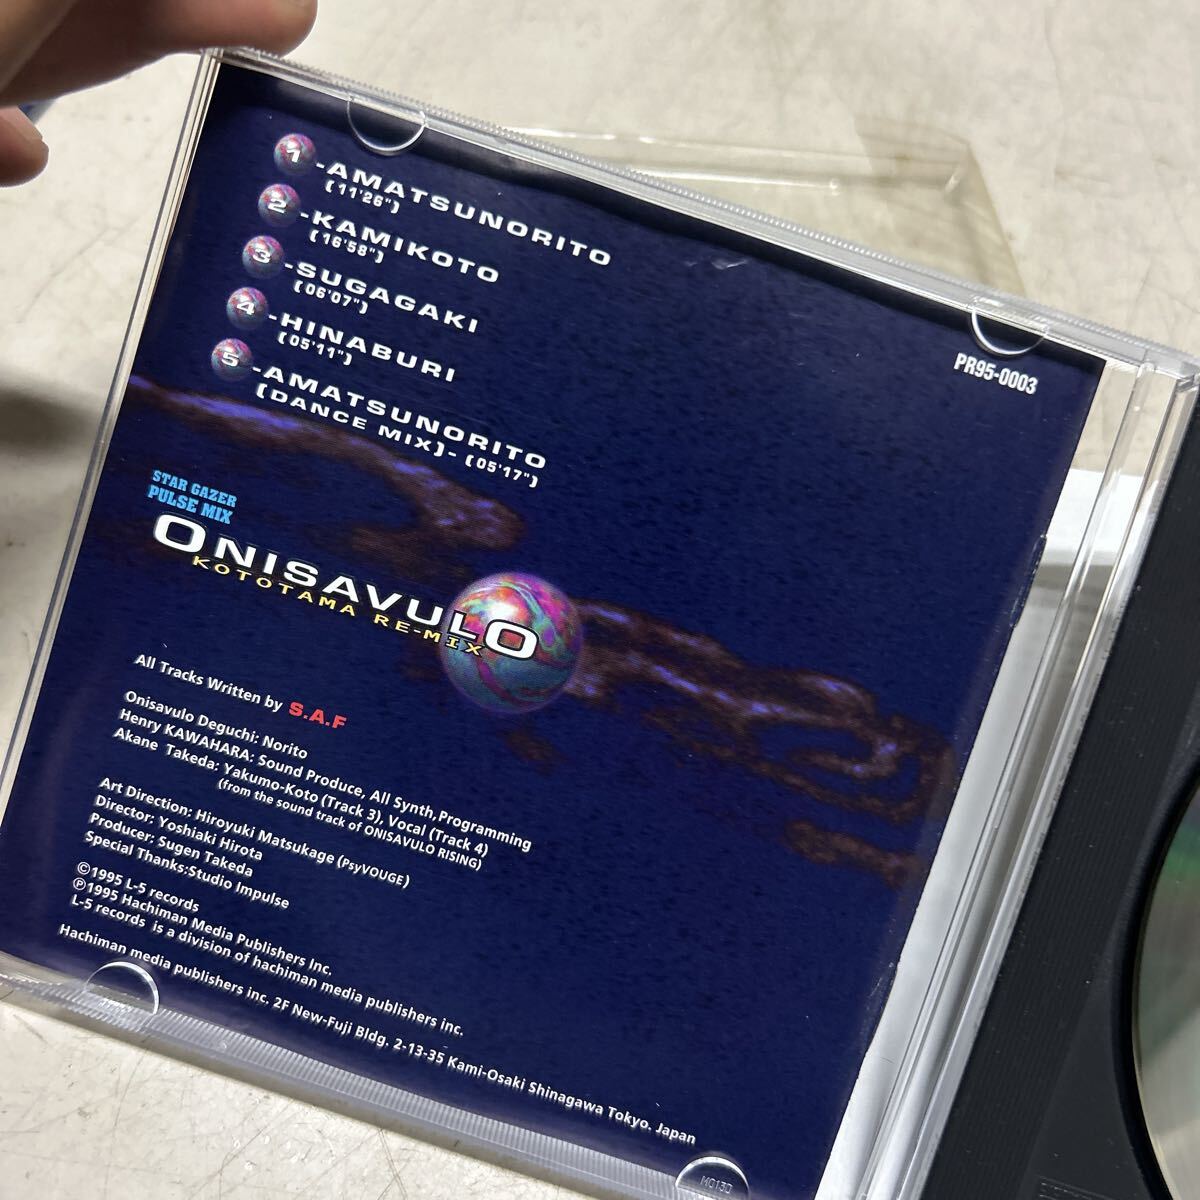 1 -AMATSUNORITO
(11'26")
2 -KAMIKOTO
(16'58")
3 -SUGAGAKI
(06'07")
4 -HINABURI
(05'11")
5 -AMATSUNORITO
(DANCE MIX)- (05'17")
PR95-0003
STAR GAZER
PULSE MIX
ONISAVULO
KOTOTAMA RE-MIX
All Tracks Written by S.A.F
Onisavulo Deguchi: Norito
Henry KAWAHARA: Sound Produce, All Synth, Programming
Akane Takeda: Yakumo-Koto (Track 3), Vocal (Track 4)
(from the sound track of ONISAVULO RISING)
Art Direction: Hiroyuki Matsukage (PsyVOUGE)
Director: Yoshiaki Hirota
Producer: Sugen Takeda
Special Thanks:Studio Impulse
©1995 L-5 records
℗1995 Hachiman Media Publishers Inc.
L-5 records is a division of hachiman media publishers inc.
Hachiman media publishers inc. 2F New-Fuji Bldg. 2-13-35 Kami-Osaki Shinagawa Tokyo. Japan
MC13D